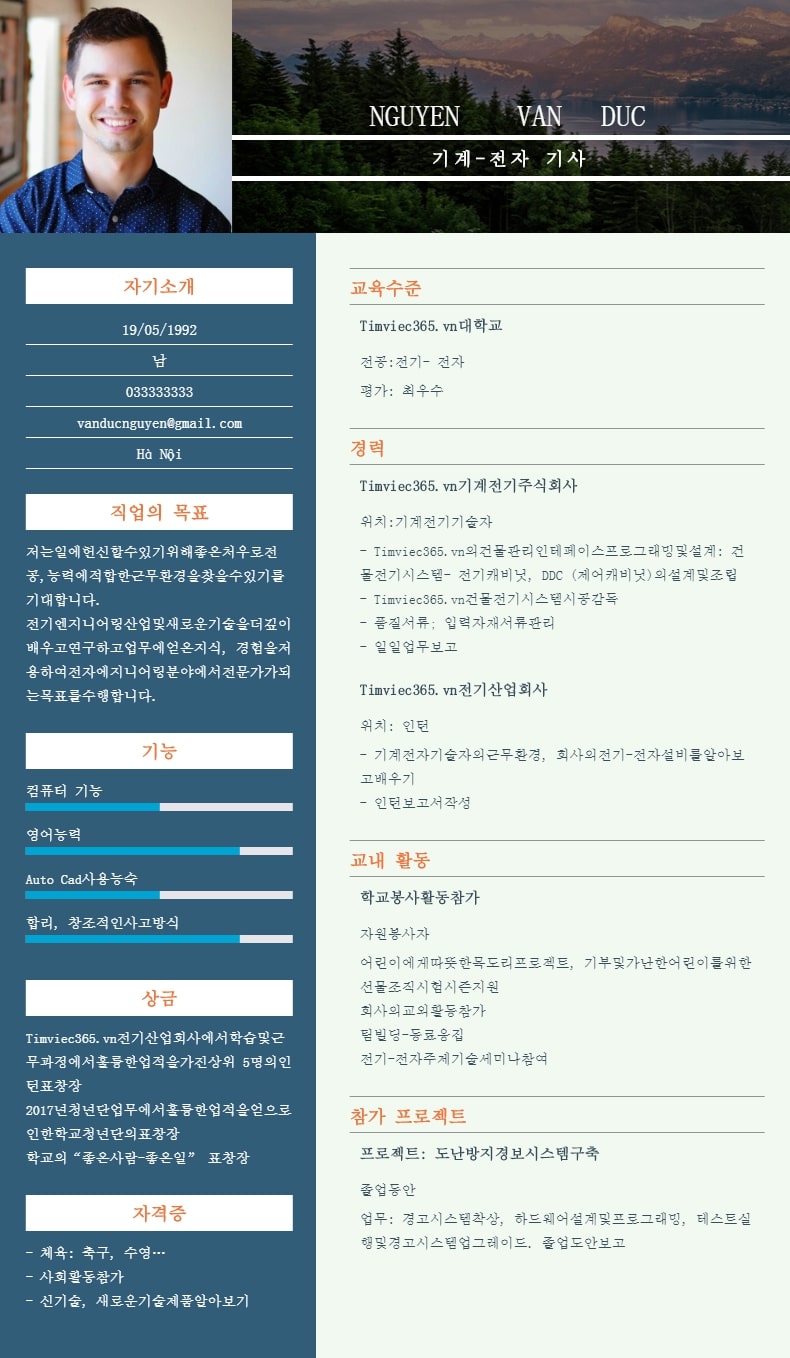 NGUYEN VAN DUC
기계-전자 기사
자기소개
19/05/1992
남
033333333
vanducnguyen@gmail.com
Hà Nội
직업의 목표
저는일에헌신할수있기위해좋은처우로전
공,능력에적합한근무환경을찾을수있기를
기대합니다.
전기엔지니어링산업및새로운기술을더깊이
배우고연구하고업무에얻은지식, 경험을저
용하여전자에지니어링분야에서전문가가되
는목표를수행합니다.
기능
컴퓨터 기능
영어능력
Auto Cad사용능숙
합리, 창조적인사고방식
상금
Timviec365.vn전기산업회사에서학습및근
무과정에서훌륭한업적을가진상위 5명의인
턴표창장
2017년청년단업무에서훌륭한업적을얻으로
인한학교청년단의표창장
학교의 “좋은사람-좋은일” 표창장
자격증
- 체육: 축구, 수영…
- 사회활동참가
- 신기술, 새로운기술제품알아보기
교육수준
Timviec365.vn대학교
전공:전기- 전자
평가: 최우수
경력
Timviec365.vn기계전기주식회사
위치:기계전기기술자
- Timviec365.vn의건물관리인테페이스프로그래밍및설계: 건
물전기시스템- 전기캐비닛, DDC (제어캐비닛)의설계및조립
- Timviec365.vn건물전기시스템시공감독
- 품질서류; 입력자재서류관리
- 일일업무보고
Timviec365.vn전기산업회사
위치: 인턴
- 기계전자기술자의근무환경, 회사의전기-전자설비를알아보
고배우기
- 인턴보고서작성
교내 활동
학교봉사활동참가
자원봉사자
어린이에게따뜻한목도리프로젝트, 기부및가난한어린이를위한
선물조직시험시즌지원
회사의교외활동참가
팀빌딩-동료응집
전기-전자주제기술세미나참여
참가 프로젝트
프로젝트: 도난방지경보시스템구축
졸업동안
업무: 경고시스템착상, 하드웨어설계및프로그래밍, 테스트실
행및경고시스템업그레이드. 졸업도안보고